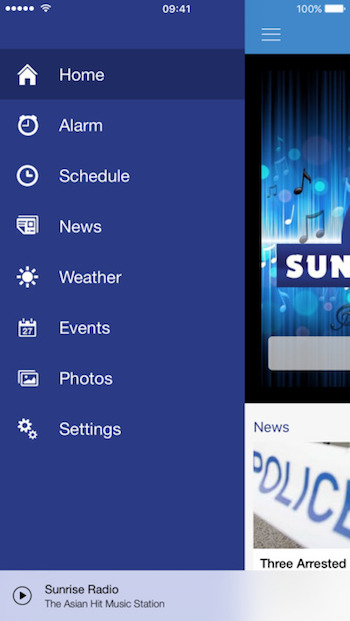 09:41
100%
Home
Alarm
Schedule
News
Weather
27
Events
Photos
Settings
SUN
News
POLICE
Three Arrested
Sunrise Radio
The Asian Hit Music Station